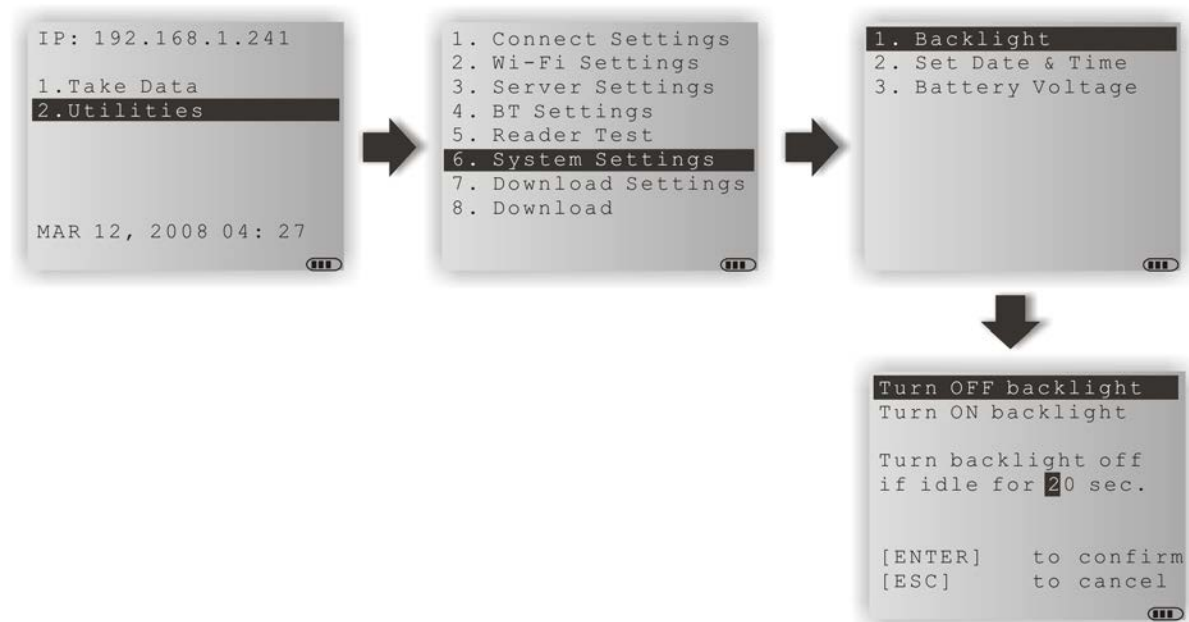 IP: 192.168.1.241
1.Take Data
2.Utilities
MAR 12, 2008 04: 27
1. Connect Settings
2. Wi-Fi Settings
3. Server Settings
4. BT Settings
5. Reader Test
6. System Settings
7. Download Settings
8. Download
1. Backlight
2. Set Date & Time
3. Battery Voltage
Turn OFF backlight
Turn ON backlight
Turn backlight off
if idle for 20 sec.
[ENTER] to confirm
[ESC] to cancel